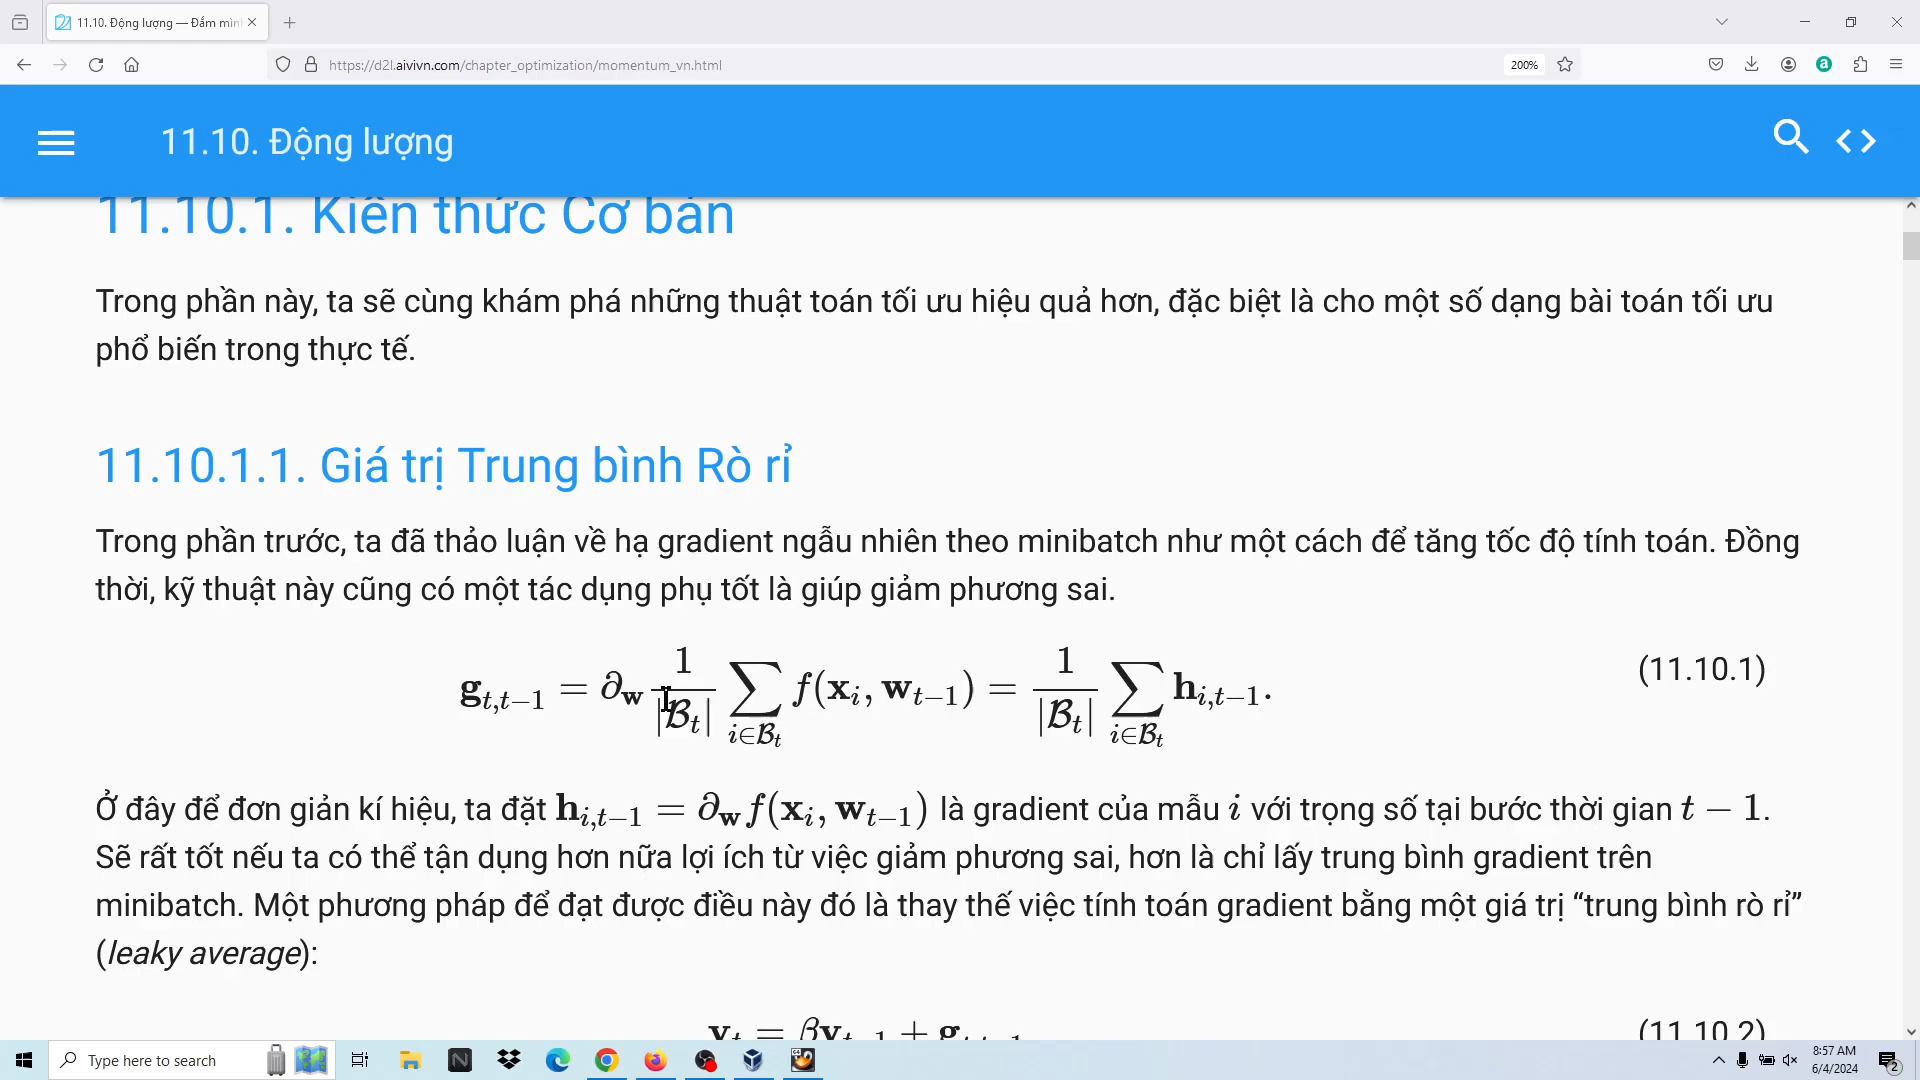 11.10. Động lượng — Đắm mìn
https://d2l.aivivn.com/chapter_optimization/momentum_vn.html
200%
11.10. Động lượng
11.10.1. Kiến thức Cơ bản
Trong phần này, ta sẽ cùng khám phá những thuật toán tối ưu hiệu quả hơn, đặc biệt là cho một số dạng bài toán tối ưu
phổ biến trong thực tế.
11.10.1.1. Giá trị Trung bình Rò rỉ
Trong phần trước, ta đã thảo luận về hạ gradient ngẫu nhiên theo minibatch như một cách để tăng tốc độ tính toán. Đồng
thời, kỹ thuật này cũng có một tác dụng phụ tốt là giúp giảm phương sai.
𝐠_{t,t−1} = ∂_𝐰 1/|ℬ_t| ∑_{i∈ℬ_t} f(𝐱_i, 𝐰_{t−1}) = 1/|ℬ_t| ∑_{i∈ℬ_t} 𝐡_{i,t−1}. (11.10.1)
Ở đây để đơn giản kí hiệu, ta đặt 𝐡_{i,t−1} = ∂_𝐰 f(𝐱_i, 𝐰_{t−1}) là gradient của mẫu i với trọng số tại bước thời gian t − 1.
Sẽ rất tốt nếu ta có thể tận dụng hơn nữa lợi ích từ việc giảm phương sai, hơn là chỉ lấy trung bình gradient trên
minibatch. Một phương pháp để đạt được điều này đó là thay thế việc tính toán gradient bằng một giá trị “trung bình rò rỉ”
(leaky average):
𝐯_t = β𝐯_{t−1} + 𝐠_{t,t−1} (11.10.2)
Type here to search
8:57 AM
6/4/2024
2